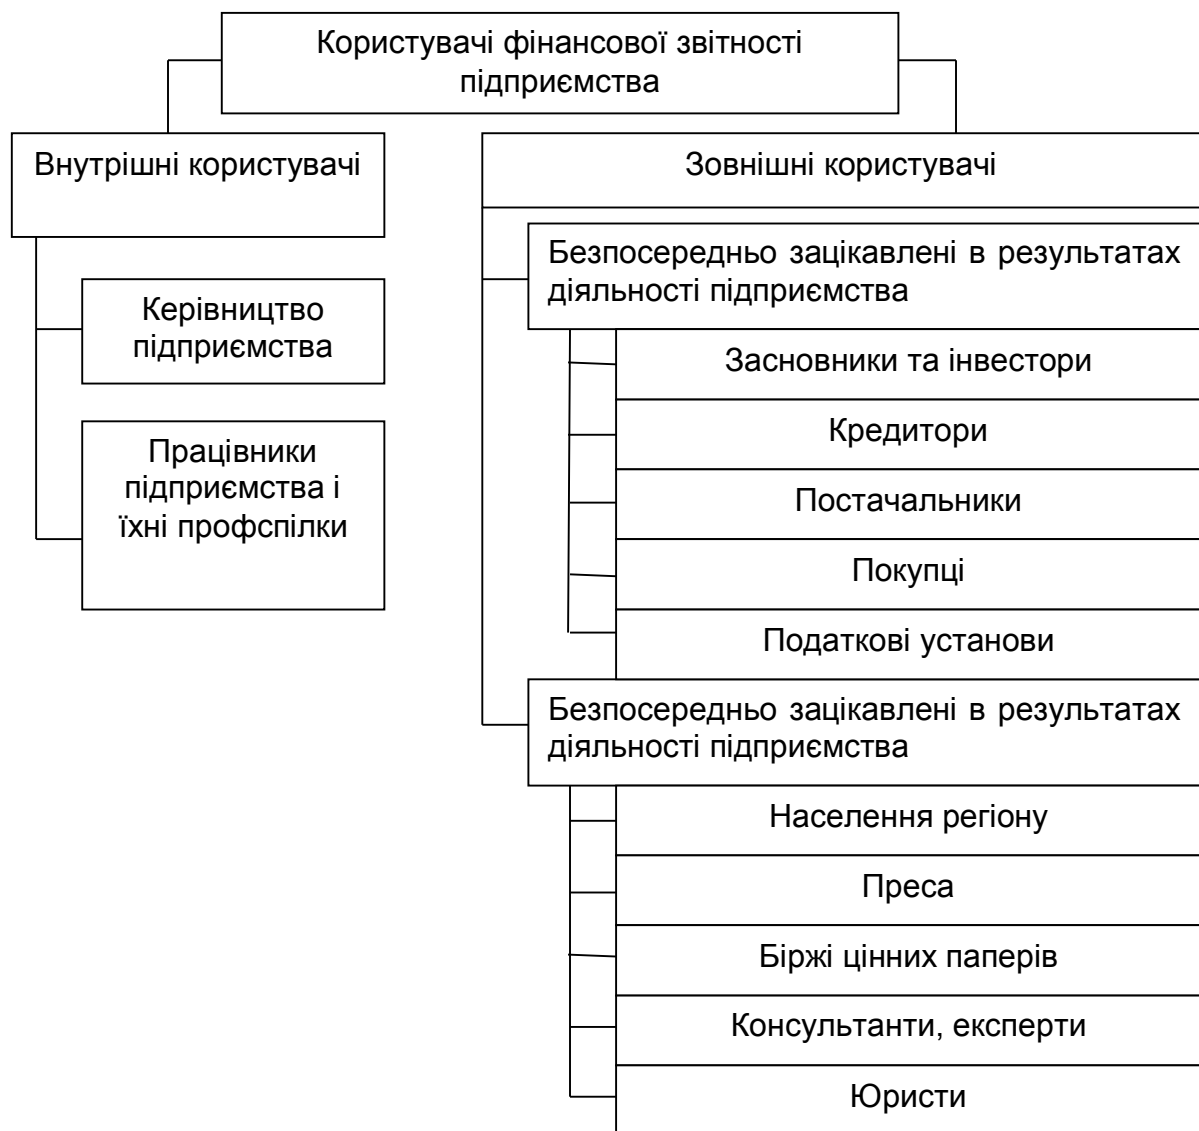 Користувачі фінансової звітності
підприємства
Внутрішні користувачі
Керівництво
підприємства
Працівники
підприємства і
їхні профспілки
Зовнішні користувачі
Безпосередньо зацікавлені в результатах
діяльності підприємства
Засновники та інвестори
Кредитори
Постачальники
Покупці
Податкові установи
Безпосередньо зацікавлені в результатах
діяльності підприємства
Населення регіону
Преса
Біржі цінних паперів
Консультанти, експерти
Юристи